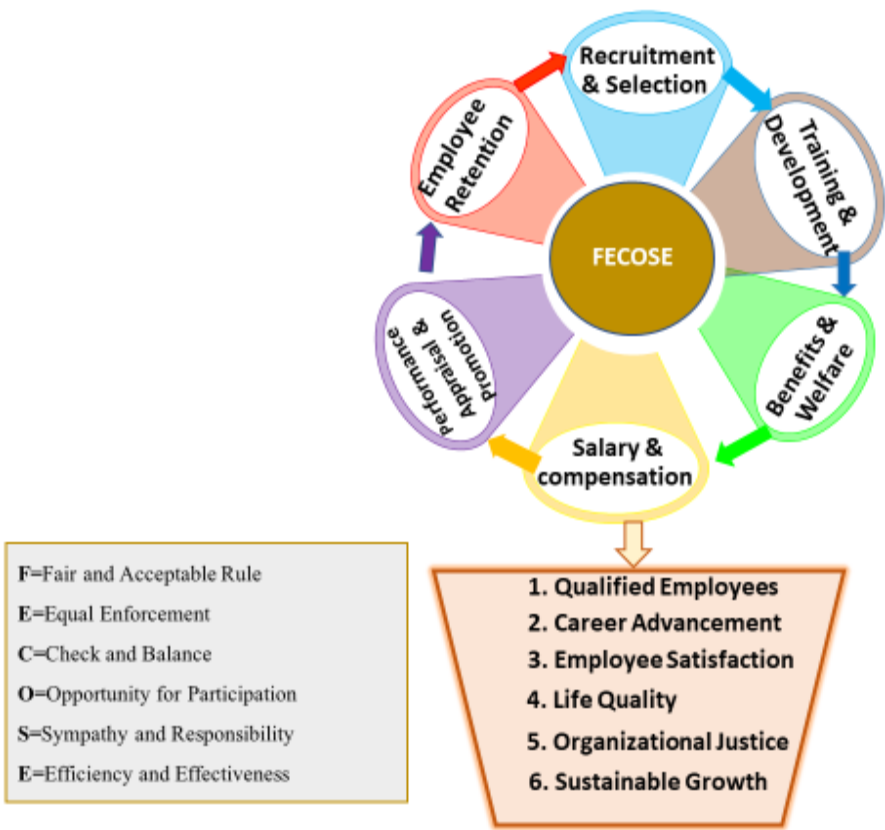 Recruitment
& Selection
Training &
Development
Benefits &
Welfare
Salary &
compensation
Performance
Appraisal &
Promotion
Employee
Retention
FECOSE
F=Fair and Acceptable Rule
E=Equal Enforcement
C=Check and Balance
O=Opportunity for Participation
S=Sympathy and Responsibility
E=Efficiency and Effectiveness
1. Qualified Employees
2. Career Advancement
3. Employee Satisfaction
4. Life Quality
5. Organizational Justice
6. Sustainable Growth